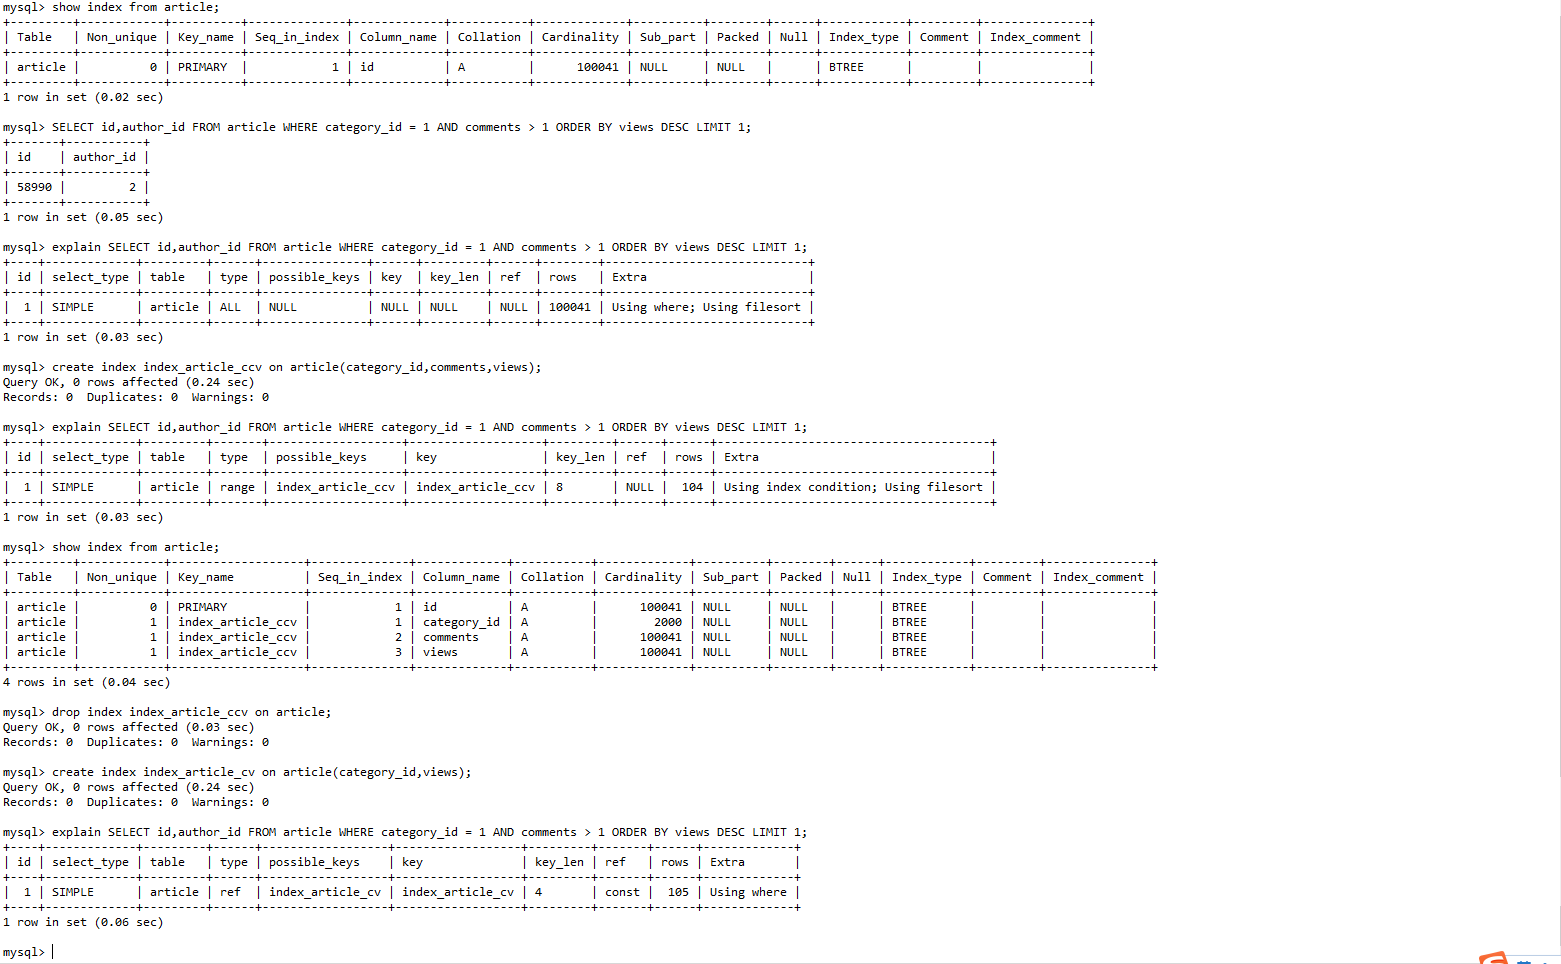 mysql> show index from article;
+---------+------------+----------+--------------+-------------+-----------+-------------+----------+--------+------+------------+---------+---------------+
| Table   | Non_unique | Key_name | Seq_in_index | Column_name | Collation | Cardinality | Sub_part | Packed | Null | Index_type | Comment | Index_comment |
+---------+------------+----------+--------------+-------------+-----------+-------------+----------+--------+------+------------+---------+---------------+
| article |          0 | PRIMARY  |            1 | id          | A         |      100041 | NULL     | NULL   |      | BTREE      |         |               |
+---------+------------+----------+--------------+-------------+-----------+-------------+----------+--------+------+------------+---------+---------------+
1 row in set (0.02 sec)

mysql> SELECT id,author_id FROM article WHERE category_id = 1 AND comments > 1 ORDER BY views DESC LIMIT 1;
+-------+-----------+
| id    | author_id |
+-------+-----------+
| 58990 |         2 |
+-------+-----------+
1 row in set (0.05 sec)

mysql> explain SELECT id,author_id FROM article WHERE category_id = 1 AND comments > 1 ORDER BY views DESC LIMIT 1;
+----+-------------+---------+------+---------------+------+---------+------+--------+-----------------------------+
| id | select_type | table   | type | possible_keys | key  | key_len | ref  | rows   | Extra                       |
+----+-------------+---------+------+---------------+------+---------+------+--------+-----------------------------+
|  1 | SIMPLE      | article | ALL  | NULL          | NULL | NULL    | NULL | 100041 | Using where; Using filesort |
+----+-------------+---------+------+---------------+------+---------+------+--------+-----------------------------+
1 row in set (0.03 sec)

mysql> create index index_article_ccv on article(category_id,comments,views);
Query OK, 0 rows affected (0.24 sec)
Records: 0  Duplicates: 0  Warnings: 0

mysql> explain SELECT id,author_id FROM article WHERE category_id = 1 AND comments > 1 ORDER BY views DESC LIMIT 1;
+----+-------------+---------+-------+-------------------+-------------------+---------+------+------+---------------------------------------+
| id | select_type | table   | type  | possible_keys     | key               | key_len | ref  | rows | Extra                                 |
+----+-------------+---------+-------+-------------------+-------------------+---------+------+------+---------------------------------------+
|  1 | SIMPLE      | article | range | index_article_ccv | index_article_ccv | 8       | NULL |  104 | Using index condition; Using filesort |
+----+-------------+---------+-------+-------------------+-------------------+---------+------+------+---------------------------------------+
1 row in set (0.03 sec)

mysql> show index from article;
+---------+------------+-------------------+--------------+-------------+-----------+-------------+----------+--------+------+------------+---------+---------------+
| Table   | Non_unique | Key_name          | Seq_in_index | Column_name | Collation | Cardinality | Sub_part | Packed | Null | Index_type | Comment | Index_comment |
+---------+------------+-------------------+--------------+-------------+-----------+-------------+----------+--------+------+------------+---------+---------------+
| article |          0 | PRIMARY           |            1 | id          | A         |      100041 | NULL     | NULL   |      | BTREE      |         |               |
| article |          1 | index_article_ccv |            1 | category_id | A         |        2000 | NULL     | NULL   |      | BTREE      |         |               |
| article |          1 | index_article_ccv |            2 | comments    | A         |      100041 | NULL     | NULL   |      | BTREE      |         |               |
| article |          1 | index_article_ccv |            3 | views       | A         |      100041 | NULL     | NULL   |      | BTREE      |         |               |
+---------+------------+-------------------+--------------+-------------+-----------+-------------+----------+--------+------+------------+---------+---------------+
4 rows in set (0.04 sec)

mysql> drop index index_article_ccv on article;
Query OK, 0 rows affected (0.03 sec)
Records: 0  Duplicates: 0  Warnings: 0

mysql> create index index_article_cv on article(category_id,views);
Query OK, 0 rows affected (0.24 sec)
Records: 0  Duplicates: 0  Warnings: 0

mysql> explain SELECT id,author_id FROM article WHERE category_id = 1 AND comments > 1 ORDER BY views DESC LIMIT 1;
+----+-------------+---------+------+------------------+------------------+---------+-------+------+-------------+
| id | select_type | table   | type | possible_keys    | key              | key_len | ref   | rows | Extra       |
+----+-------------+---------+------+------------------+------------------+---------+-------+------+-------------+
|  1 | SIMPLE      | article | ref  | index_article_cv | index_article_cv | 4       | const |  105 | Using where |
+----+-------------+---------+------+------------------+------------------+---------+-------+------+-------------+
1 row in set (0.06 sec)

mysql>